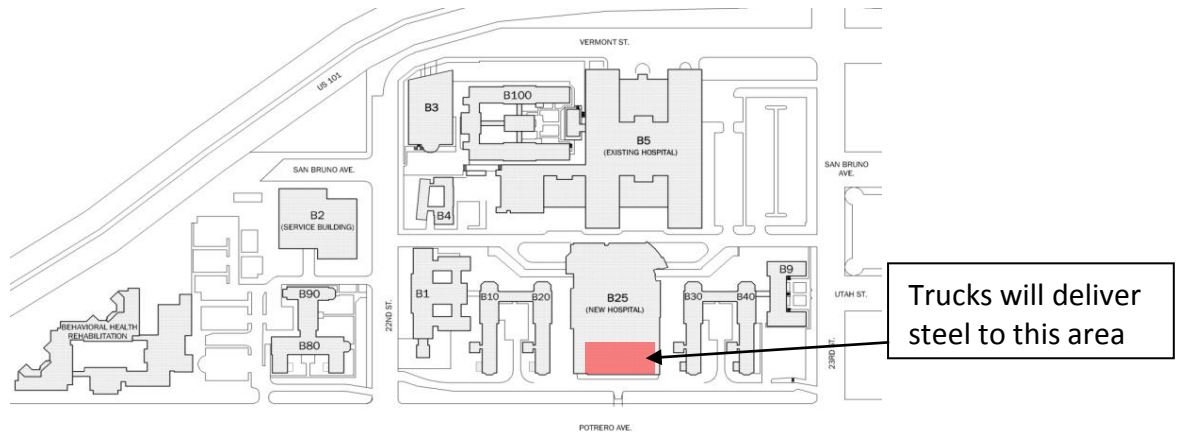 VERMONT ST.
US 101
B3
B100
B5
(EXISTING HOSPITAL)
SAN BRUNO AVE.
SAN BRUNO
AVE.
B4
B2
(SERVICE BUILDING)
B1
B10
B20
B25
(NEW HOSPITAL)
B30
B40
B9
UTAH ST.
22ND ST.
23RD ST.
B90
B80
BEHAVIORAL HEALTH
REHABILITATION
POTRERO AVE.
Trucks will deliver
steel to this area